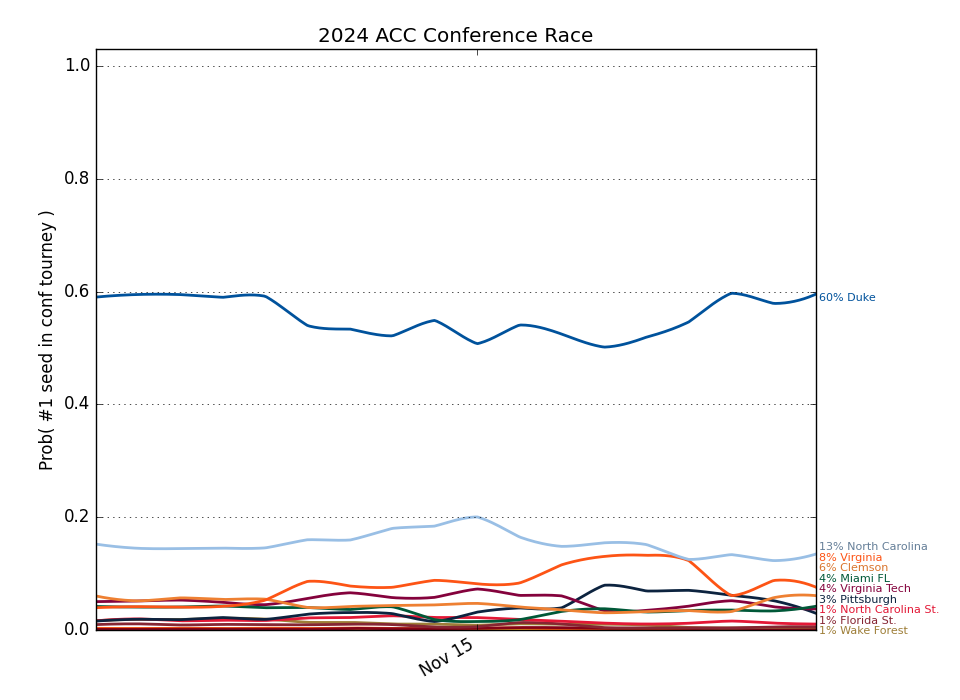 2024 ACC Conference Race
Prob( #1 seed in conf tourney )
1.0
0.8
0.6
0.4
0.2
0.0
60% Duke
13% North Carolina
8% Virginia
6% Clemson
4% Miami FL
4% Virginia Tech
3% Pittsburgh
1% North Carolina St.
1% Florida St.
1% Wake Forest
Nov 15